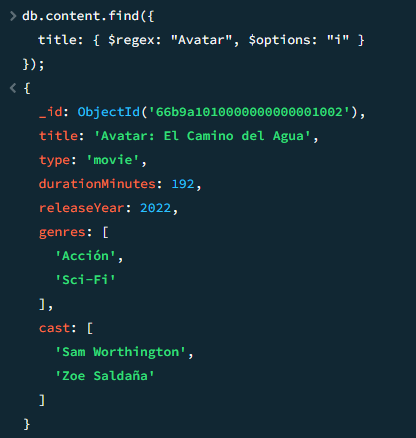 > db.content.find({
title: { $regex: "Avatar", $options: "i" }
});
< {
_id: ObjectId('66b9a1010000000000001002'),
title: 'Avatar: El Camino del Agua',
type: 'movie',
durationMinutes: 192,
releaseYear: 2022,
genres: [
'Acción',
'Sci-Fi'
],
cast: [
'Sam Worthington',
'Zoe Saldaña'
]
}